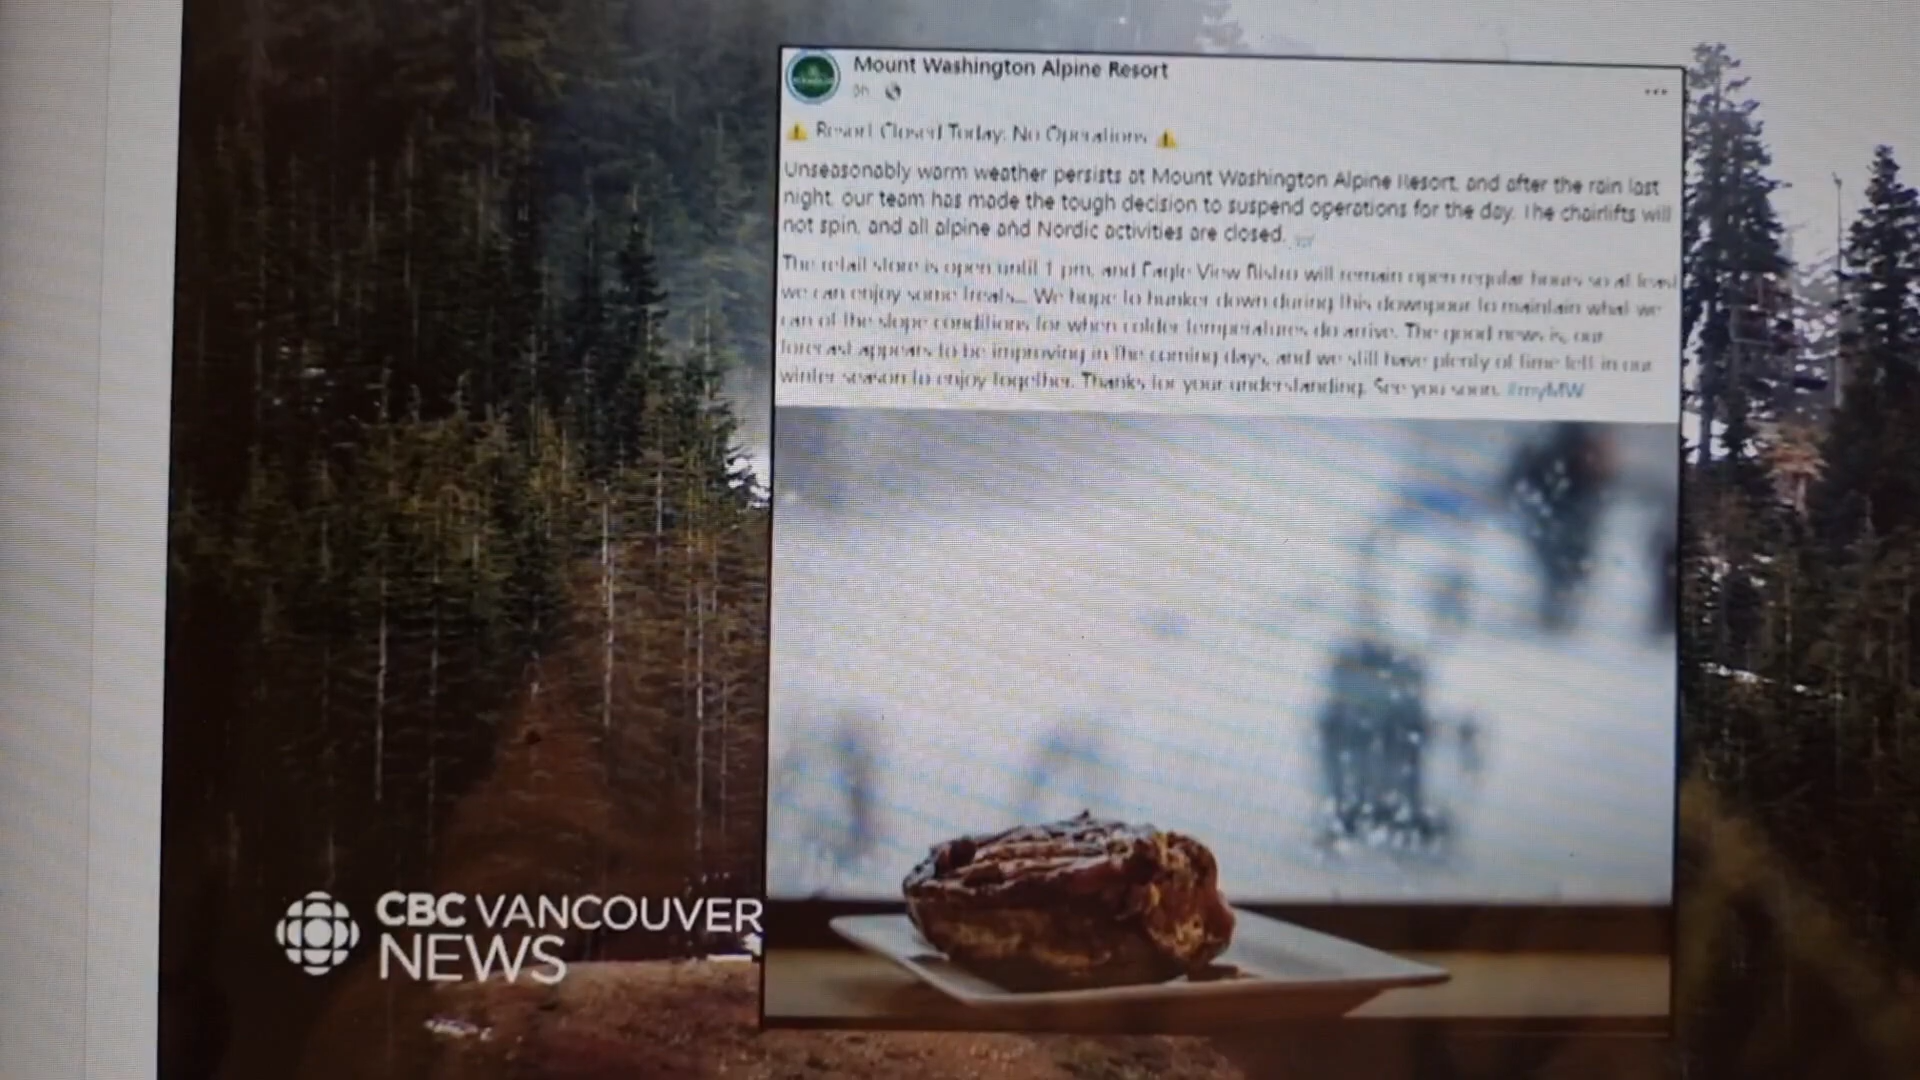 Mount Washington Alpine Resort
Resort Closed Today. No Operations
Unseasonably warm weather persists at Mount Washington Alpine Resort, and after the rain last
night, our team has made the tough decision to suspend operations for the day. The chairlifts will
not spin, and all alpine and Nordic activities are closed.
The retail store is open until 1 pm, and Eagle View Bistro will remain open regular hours so at least
we can enjoy some treats... We hope to hunker down during this downpour to maintain what we
can of the slope conditions for when colder temperatures do arrive. The good news is, our
forecast appears to be improving in the coming days, and we still have plenty of time left in our
winter season to enjoy together. Thanks for your understanding. See you soon. #myMW
CBC VANCOUVER
NEWS